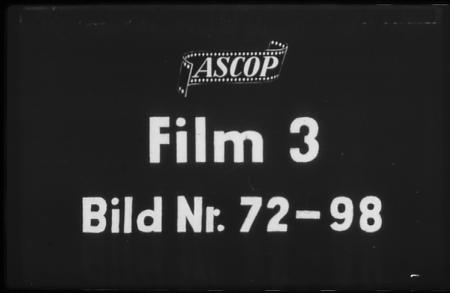 ASCOP
Film 3
Bild Nr. 72-98